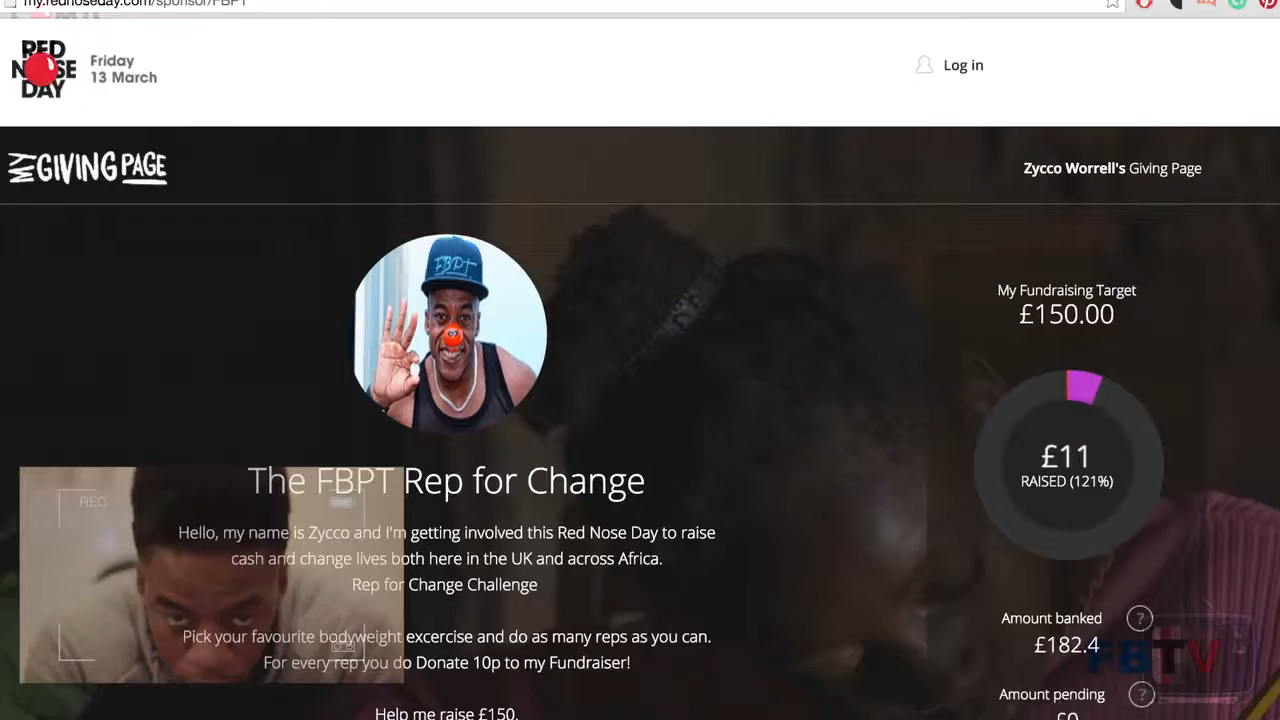 my.rednoseday.com/sponsor/FBPT
RED
NOSE
DAY
Friday
13 March
Log in
MY GIVING PAGE
Zycco Worrell's Giving Page
FBPT
My Fundraising Target
£150.00
£11
RAISED (121%)
The FBPT Rep for Change
REC
Hello, my name is Zycco and I'm getting involved this Red Nose Day to raise
cash and change lives both here in the UK and across Africa.
Rep for Change Challenge
Pick your favourite bodyweight excercise and do as many reps as you can.
For every rep you do Donate 10p to my Fundraiser!
Help me raise £150.
Amount banked ?
£182.4
FBTV
Amount pending ?
£0